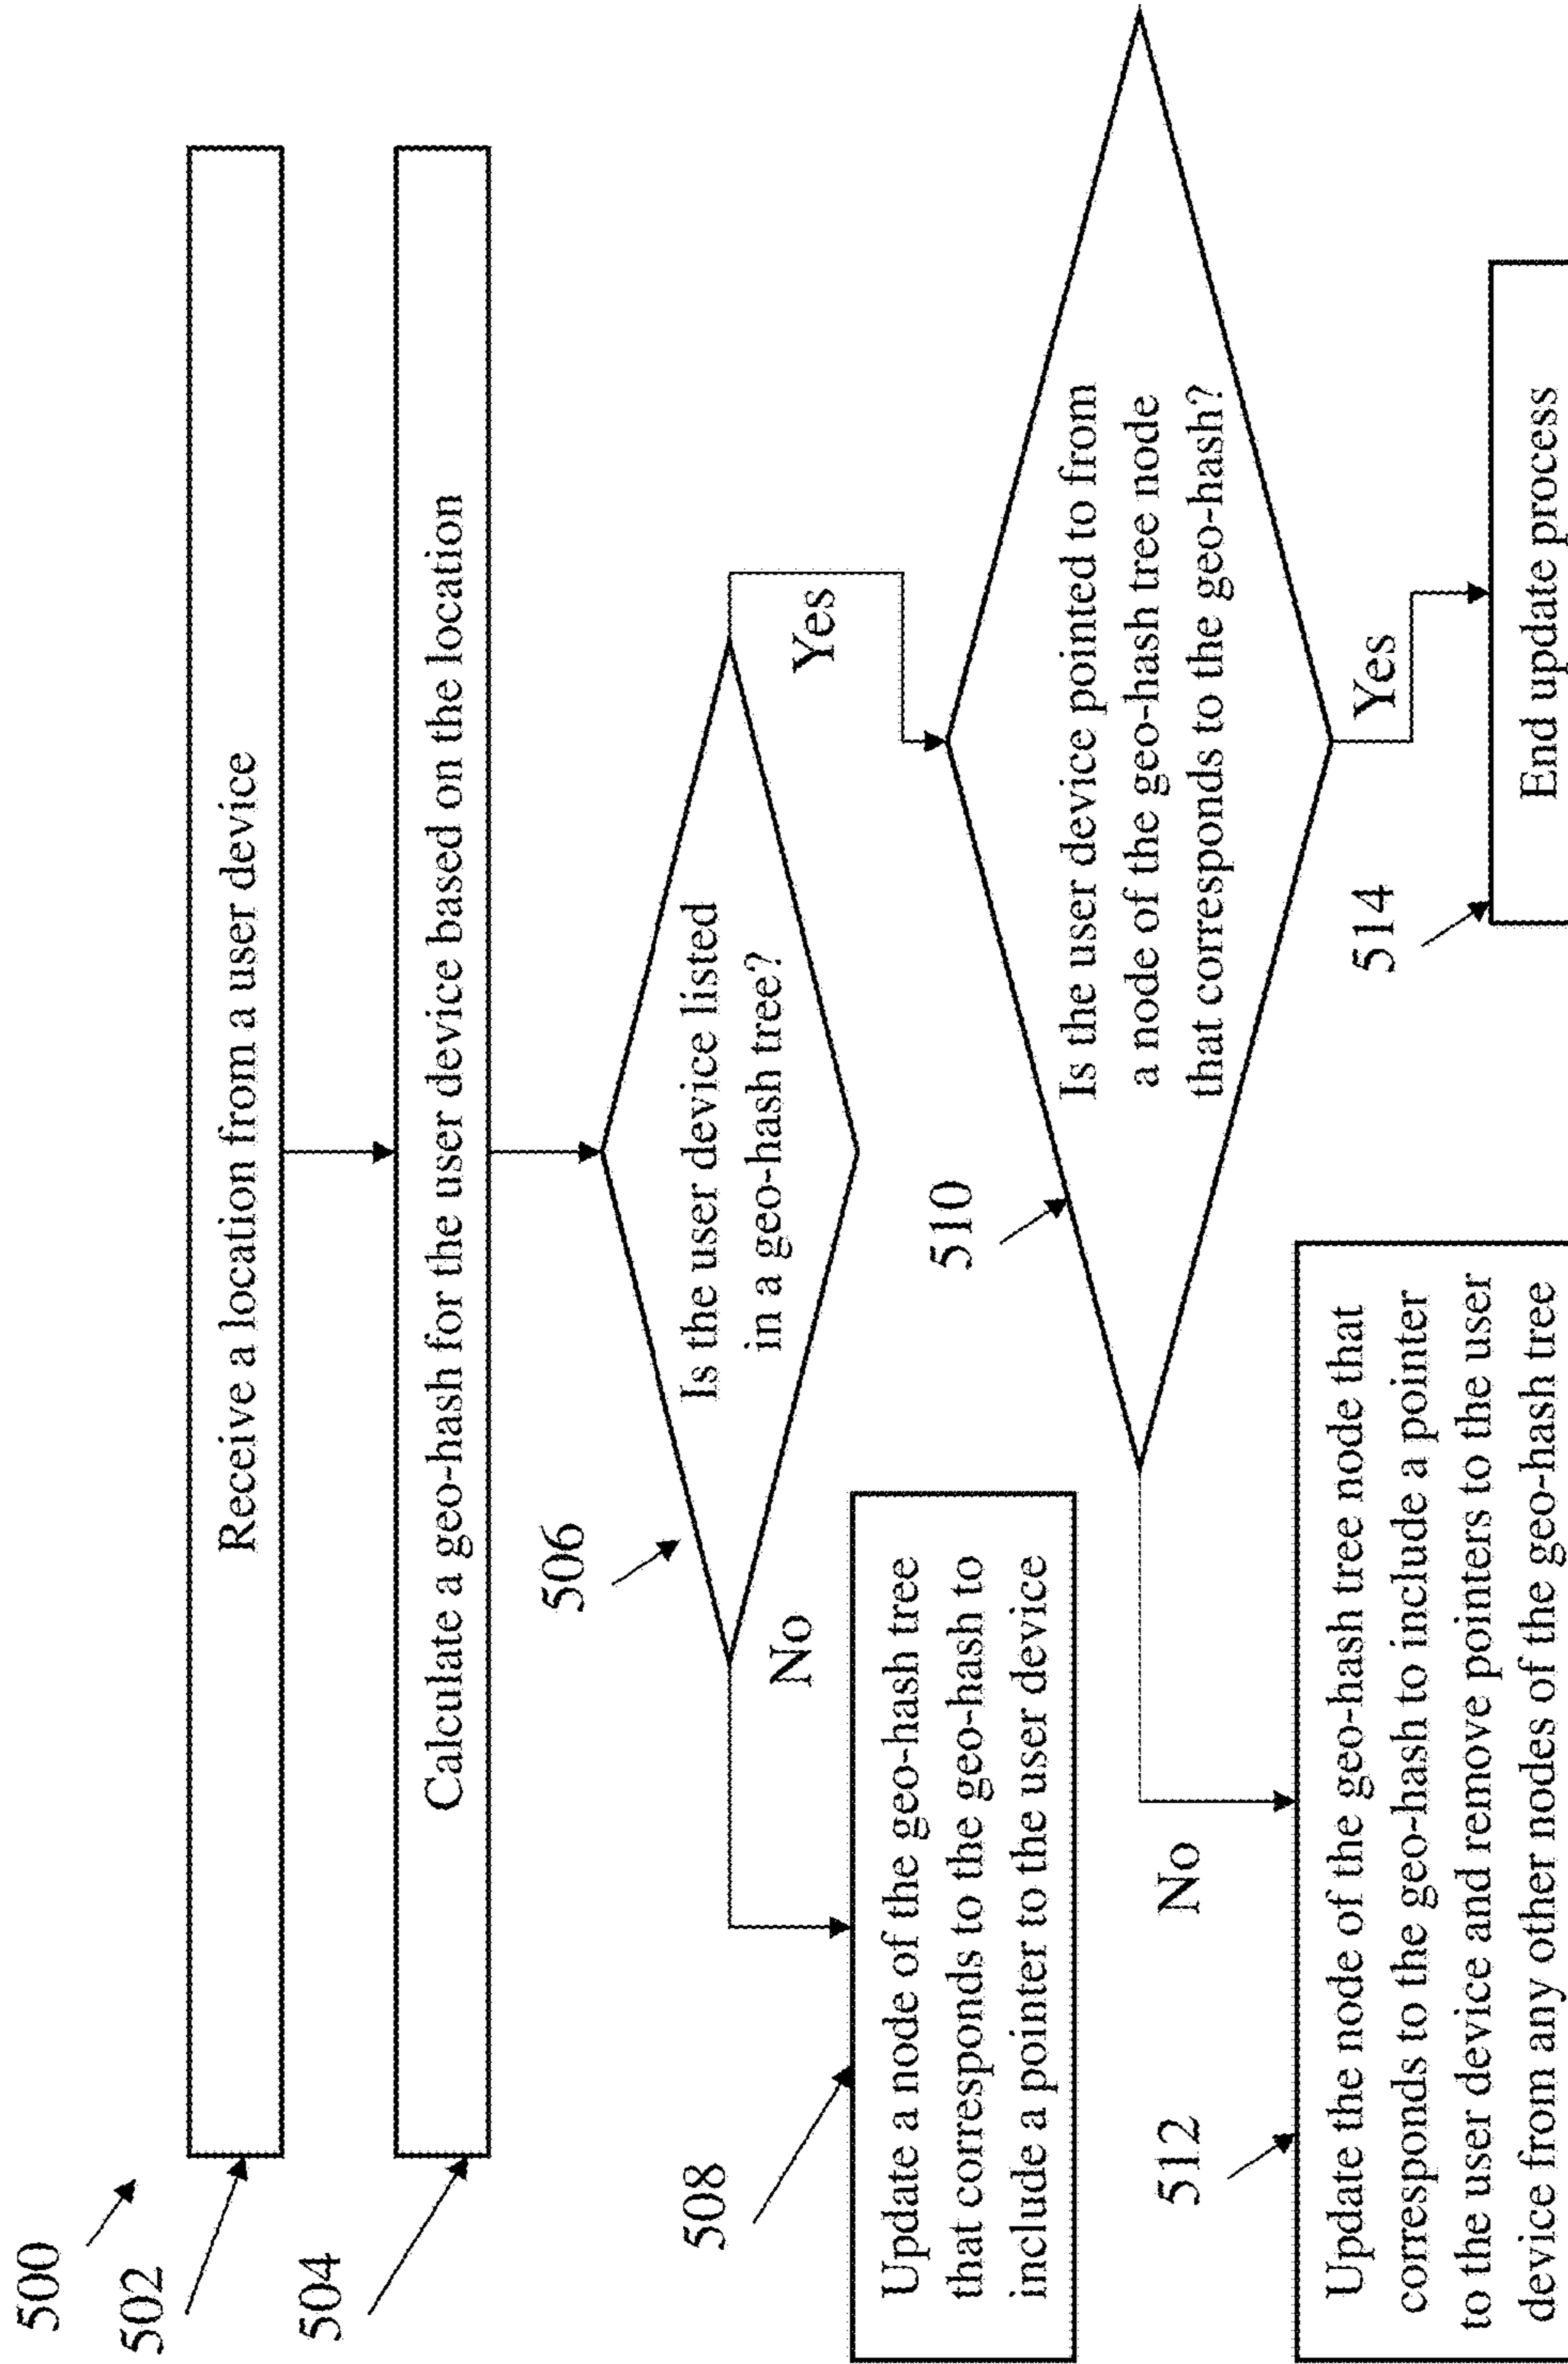 500
502
Receive a location from a user device
504
Calculate a geo-hash for the user device based on the location
506
Is the user device listed
in a geo-hash tree?
No
Yes
508
Update a node of the geo-hash tree
that corresponds to the geo-hash to
include a pointer to the user device
510
Is the user device pointed to from
a node of the geo-hash tree node
that corresponds to the geo-hash?
No
Yes
512
Update the node of the geo-hash tree node that
corresponds to the geo-hash to include a pointer
to the user device and remove pointers to the user
device from any other nodes of the geo-hash tree
514
End update process